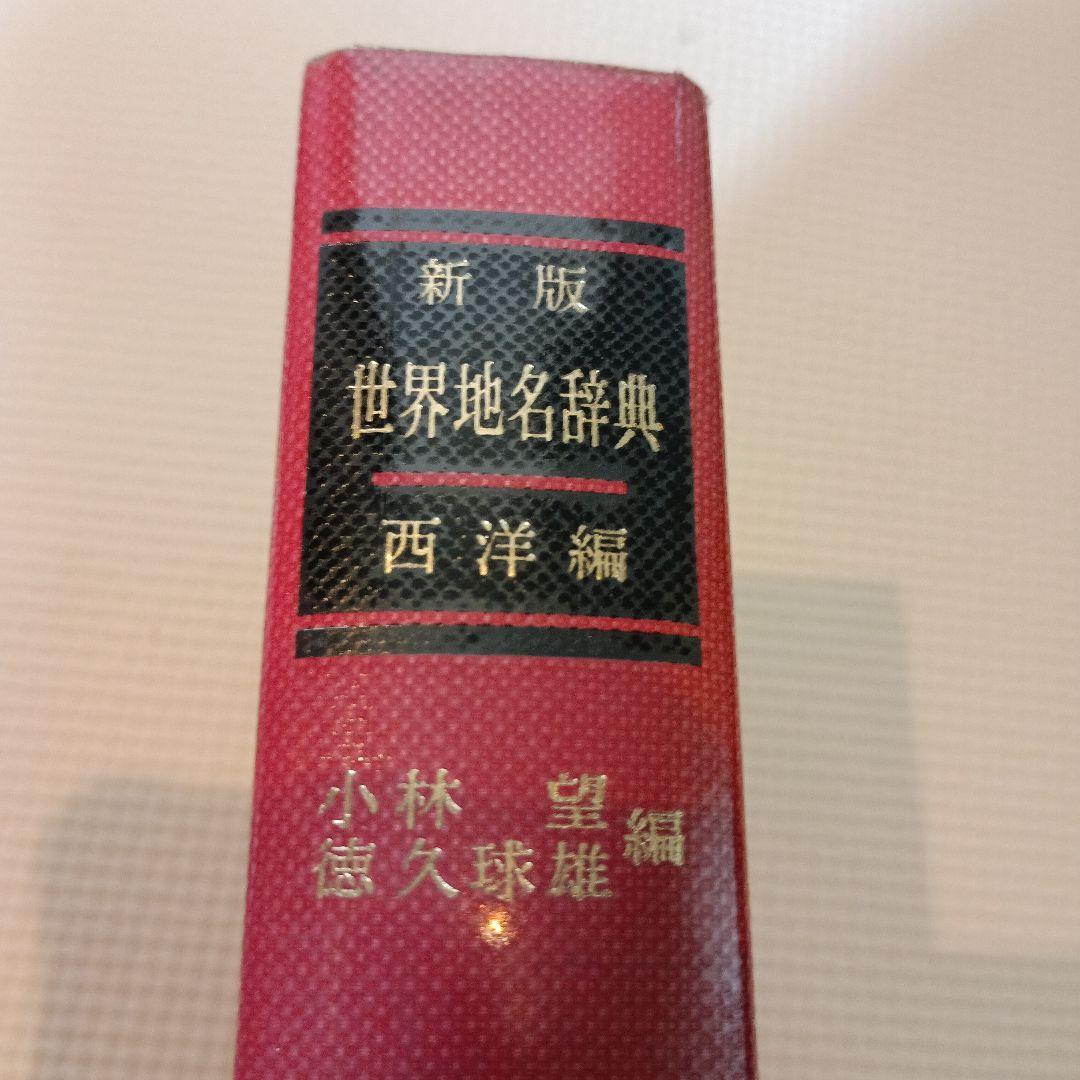 新版
世界地名辞典
西洋編
小林望
徳久球雄
編